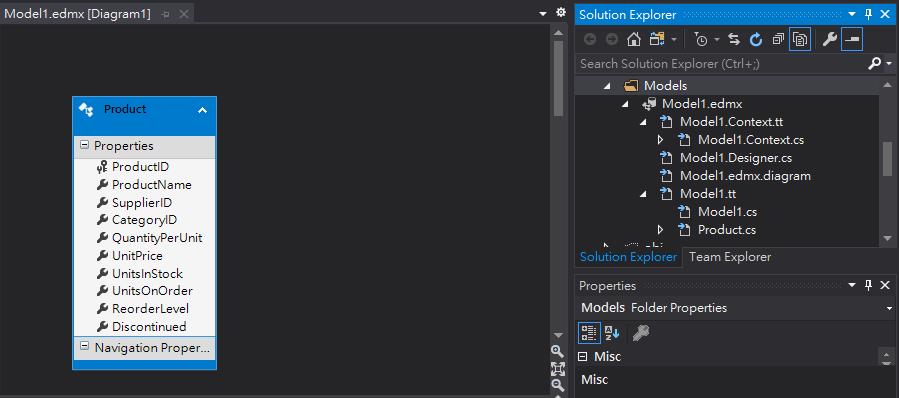 Model1.edmx [Diagram1]
Product
Properties
ProductID
ProductName
SupplierID
CategoryID
QuantityPerUnit
UnitPrice
UnitsInStock
UnitsOnOrder
ReorderLevel
Discontinued
Navigation Proper...
Solution Explorer
Search Solution Explorer (Ctrl+;)
Models
Model1.edmx
Model1.Context.tt
Model1.Context.cs
Model1.Designer.cs
Model1.edmx.diagram
Model1.tt
Model1.cs
Product.cs
Solution Explorer Team Explorer
Properties
Models Folder Properties
Misc
Misc